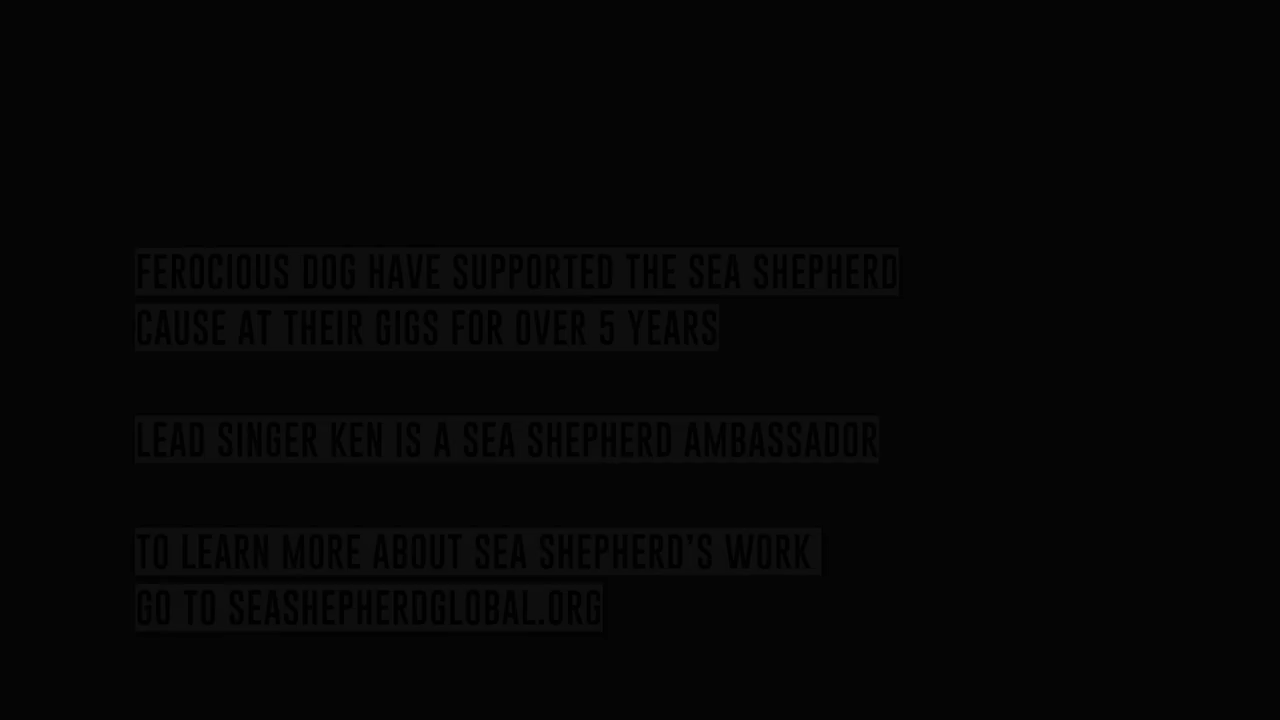 FEROCIOUS DOG HAVE SUPPORTED THE SEA SHEPHERD
CAUSE AT THEIR GIGS FOR OVER 5 YEARS
LEAD SINGER KEN IS A SEA SHEPHERD AMBASSADOR
TO LEARN MORE ABOUT SEA SHEPHERD'S WORK
GO TO SEASHEPHERDGLOBAL.ORG